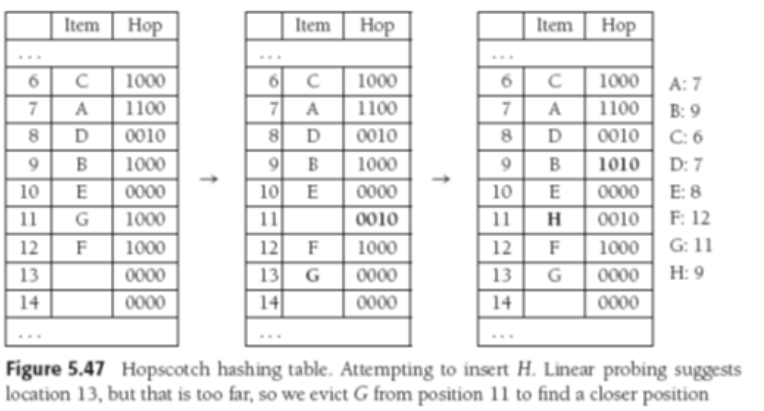 Item Hop Item Hop Item Hop
... ... ...
6 C 1000 6 C 1000 6 C 1000 A: 7
7 A 1100 7 A 1100 7 A 1100 B: 9
8 D 0010 8 D 0010 8 D 0010 C: 6
9 B 1000 9 B 1000 9 B 1010 D: 7
10 E 0000 → 10 E 0000 → 10 E 0000 E: 8
11 G 1000 11 0010 11 H 0010 F: 12
12 F 1000 12 F 1000 12 F 1000 G: 11
13 0000 13 G 0000 13 G 0000 H: 9
14 0000 14 0000 14 0000
... ... ...
Figure 5.47 Hopscotch hashing table. Attempting to insert H. Linear probing suggests
location 13, but that is too far, so we evict G from position 11 to find a closer position